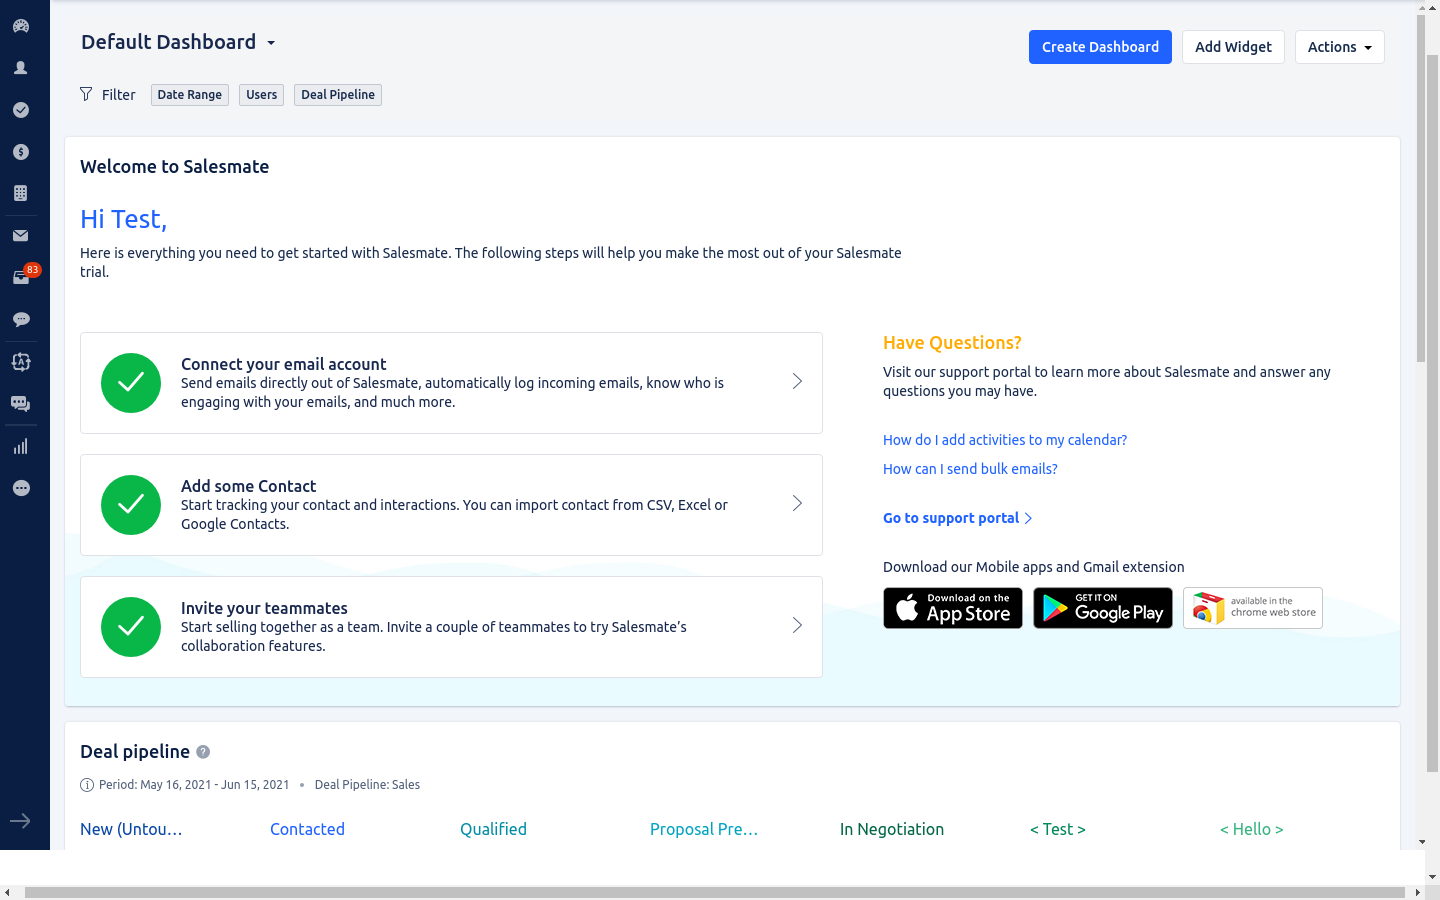 Default Dashboard
Create Dashboard
Add Widget
Actions
Filter
Date Range
Users
Deal Pipeline
Welcome to Salesmate
Hi Test,
Here is everything you need to get started with Salesmate. The following steps will help you make the most out of your Salesmate
trial.
83
Connect your email account
Send emails directly out of Salesmate, automatically log incoming emails, know who is
engaging with your emails, and much more.
Add some Contact
Start tracking your contact and interactions. You can import contact from CSV, Excel or
Google Contacts.
Invite your teammates
Start selling together as a team. Invite a couple of teammates to try Salesmate’s
collaboration features.
Have Questions?
Visit our support portal to learn more about Salesmate and answer any
questions you may have.
How do I add activities to my calendar?
How can I send bulk emails?
Go to support portal
Download our Mobile apps and Gmail extension
Download on the
App Store
GET IT ON
Google Play
available in the
chrome web store
Deal pipeline
Period: May 16, 2021 - Jun 15, 2021 • Deal Pipeline: Sales
New (Untou...
Contacted
Qualified
Proposal Pre...
In Negotiation
< Test >
< Hello >